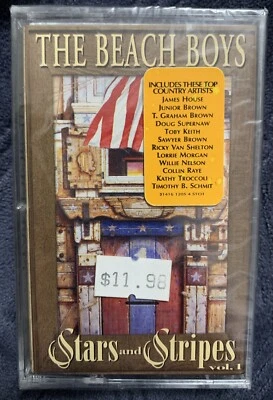 THE BEACH BOYS
INCLUDES THESE TOP
COUNTRY ARTISTS
JAMES HOUSE
JUNIOR BROWN
T. GRAHAM BROWN
DOUG SUPERNAW
TOBY KEITH
SAWYER BROWN
RICKY VAN SHELTON
LORRIE MORGAN
WILLIE NELSON
COLLIN RAYE
KATHY TROCCOLI
TIMOTHY B. SCHMIT
$11.98
Stars and Stripes
vol. 1